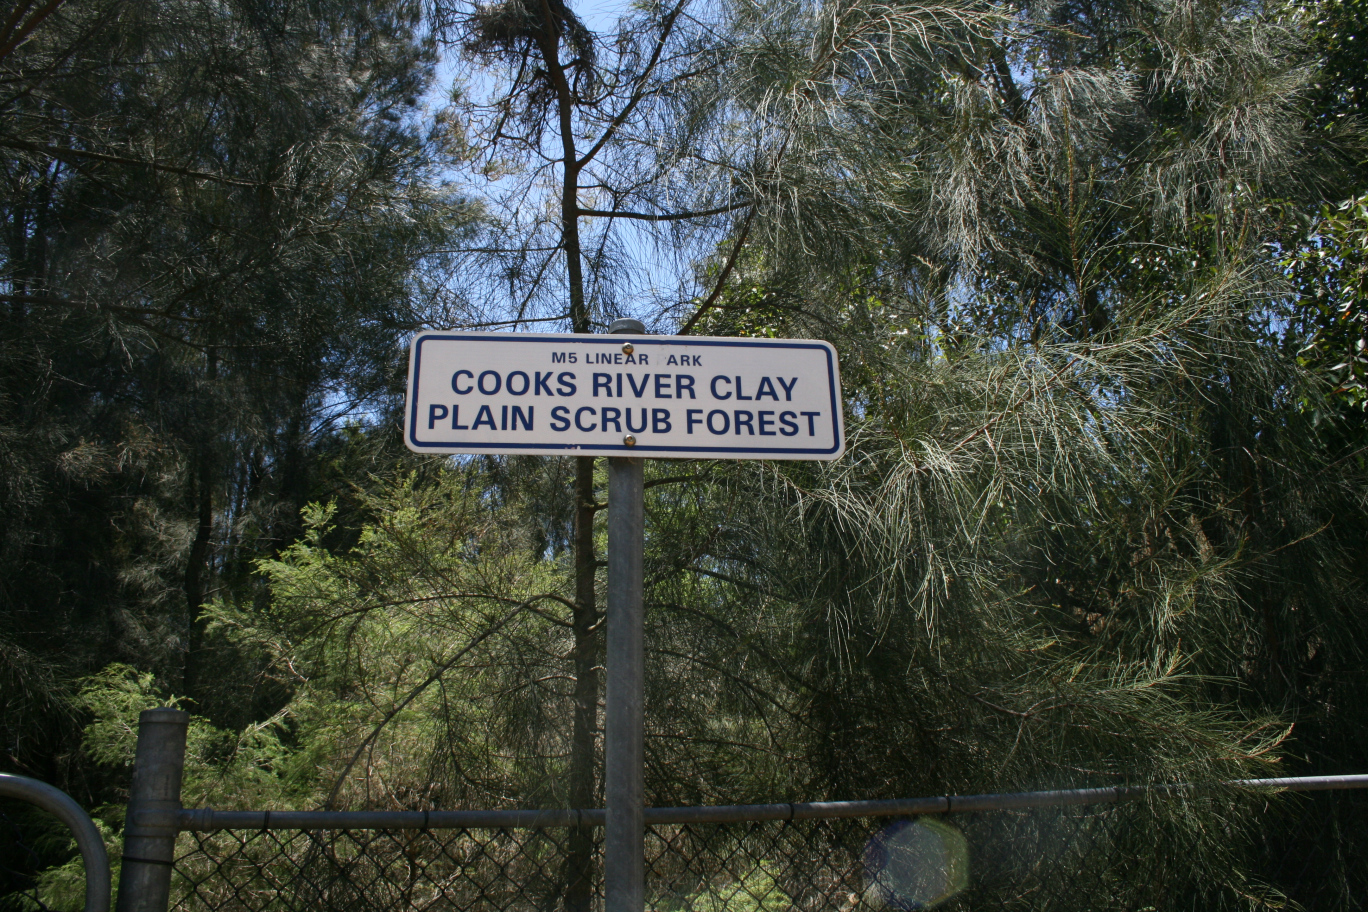 M5 LINEAR ARK
COOKS RIVER CLAY
PLAIN SCRUB FOREST